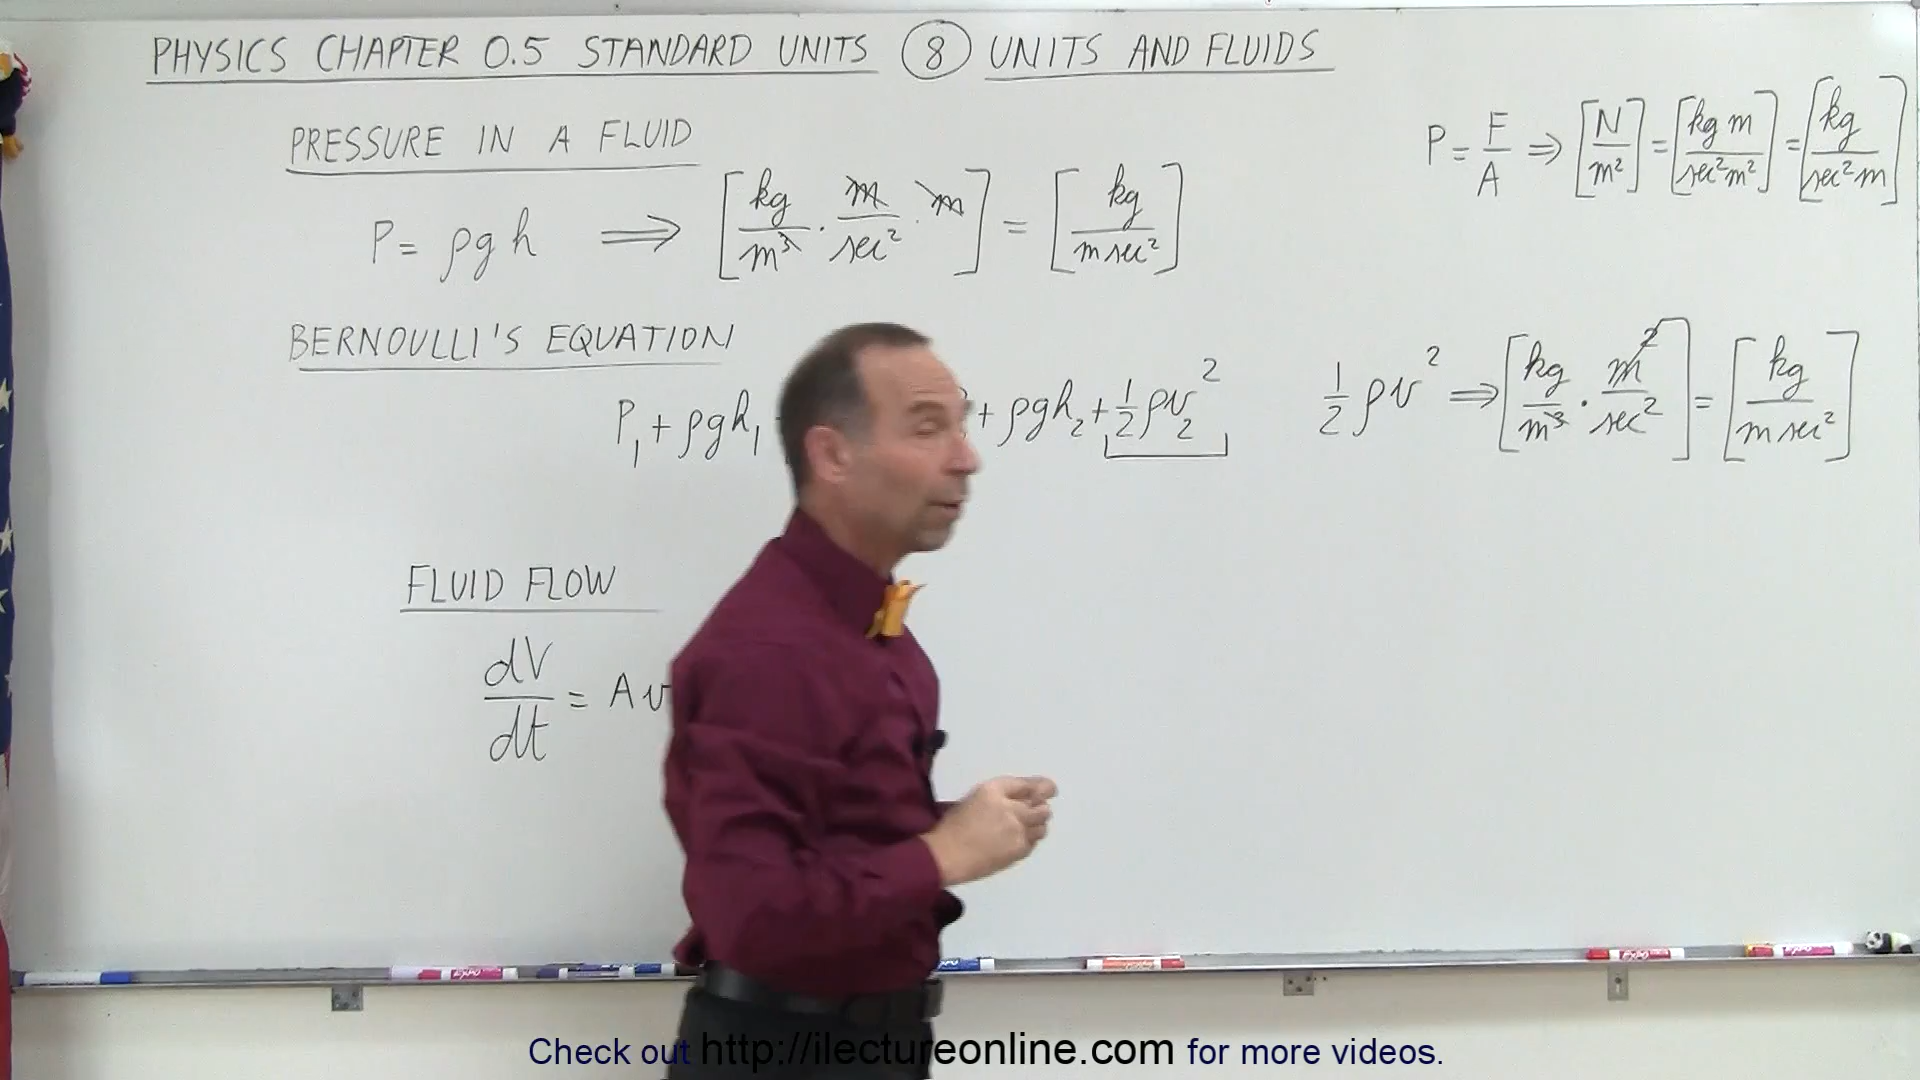 PHYSICS CHAPTER 0.5 STANDARD UNITS ⑧ UNITS AND FLUIDS
P = F/A ⇒ [N/m²] = [kg m/sec² m²] = [kg/sec² m]
PRESSURE IN A FLUID
P = ρgh ⟹ [kg/m³ · m/sec² · m] = [kg/m sec²]
BERNOULLI'S EQUATION
P₁ + ρgh₁ + ρgh₂ + ½ρv₂²
½ρv² ⇒ [kg/m³ · m²/sec²] = [kg/m sec²]
FLUID FLOW
dV/dt = Av
EXPO
EXPO
Check out http://ilectureonline.com for more videos.